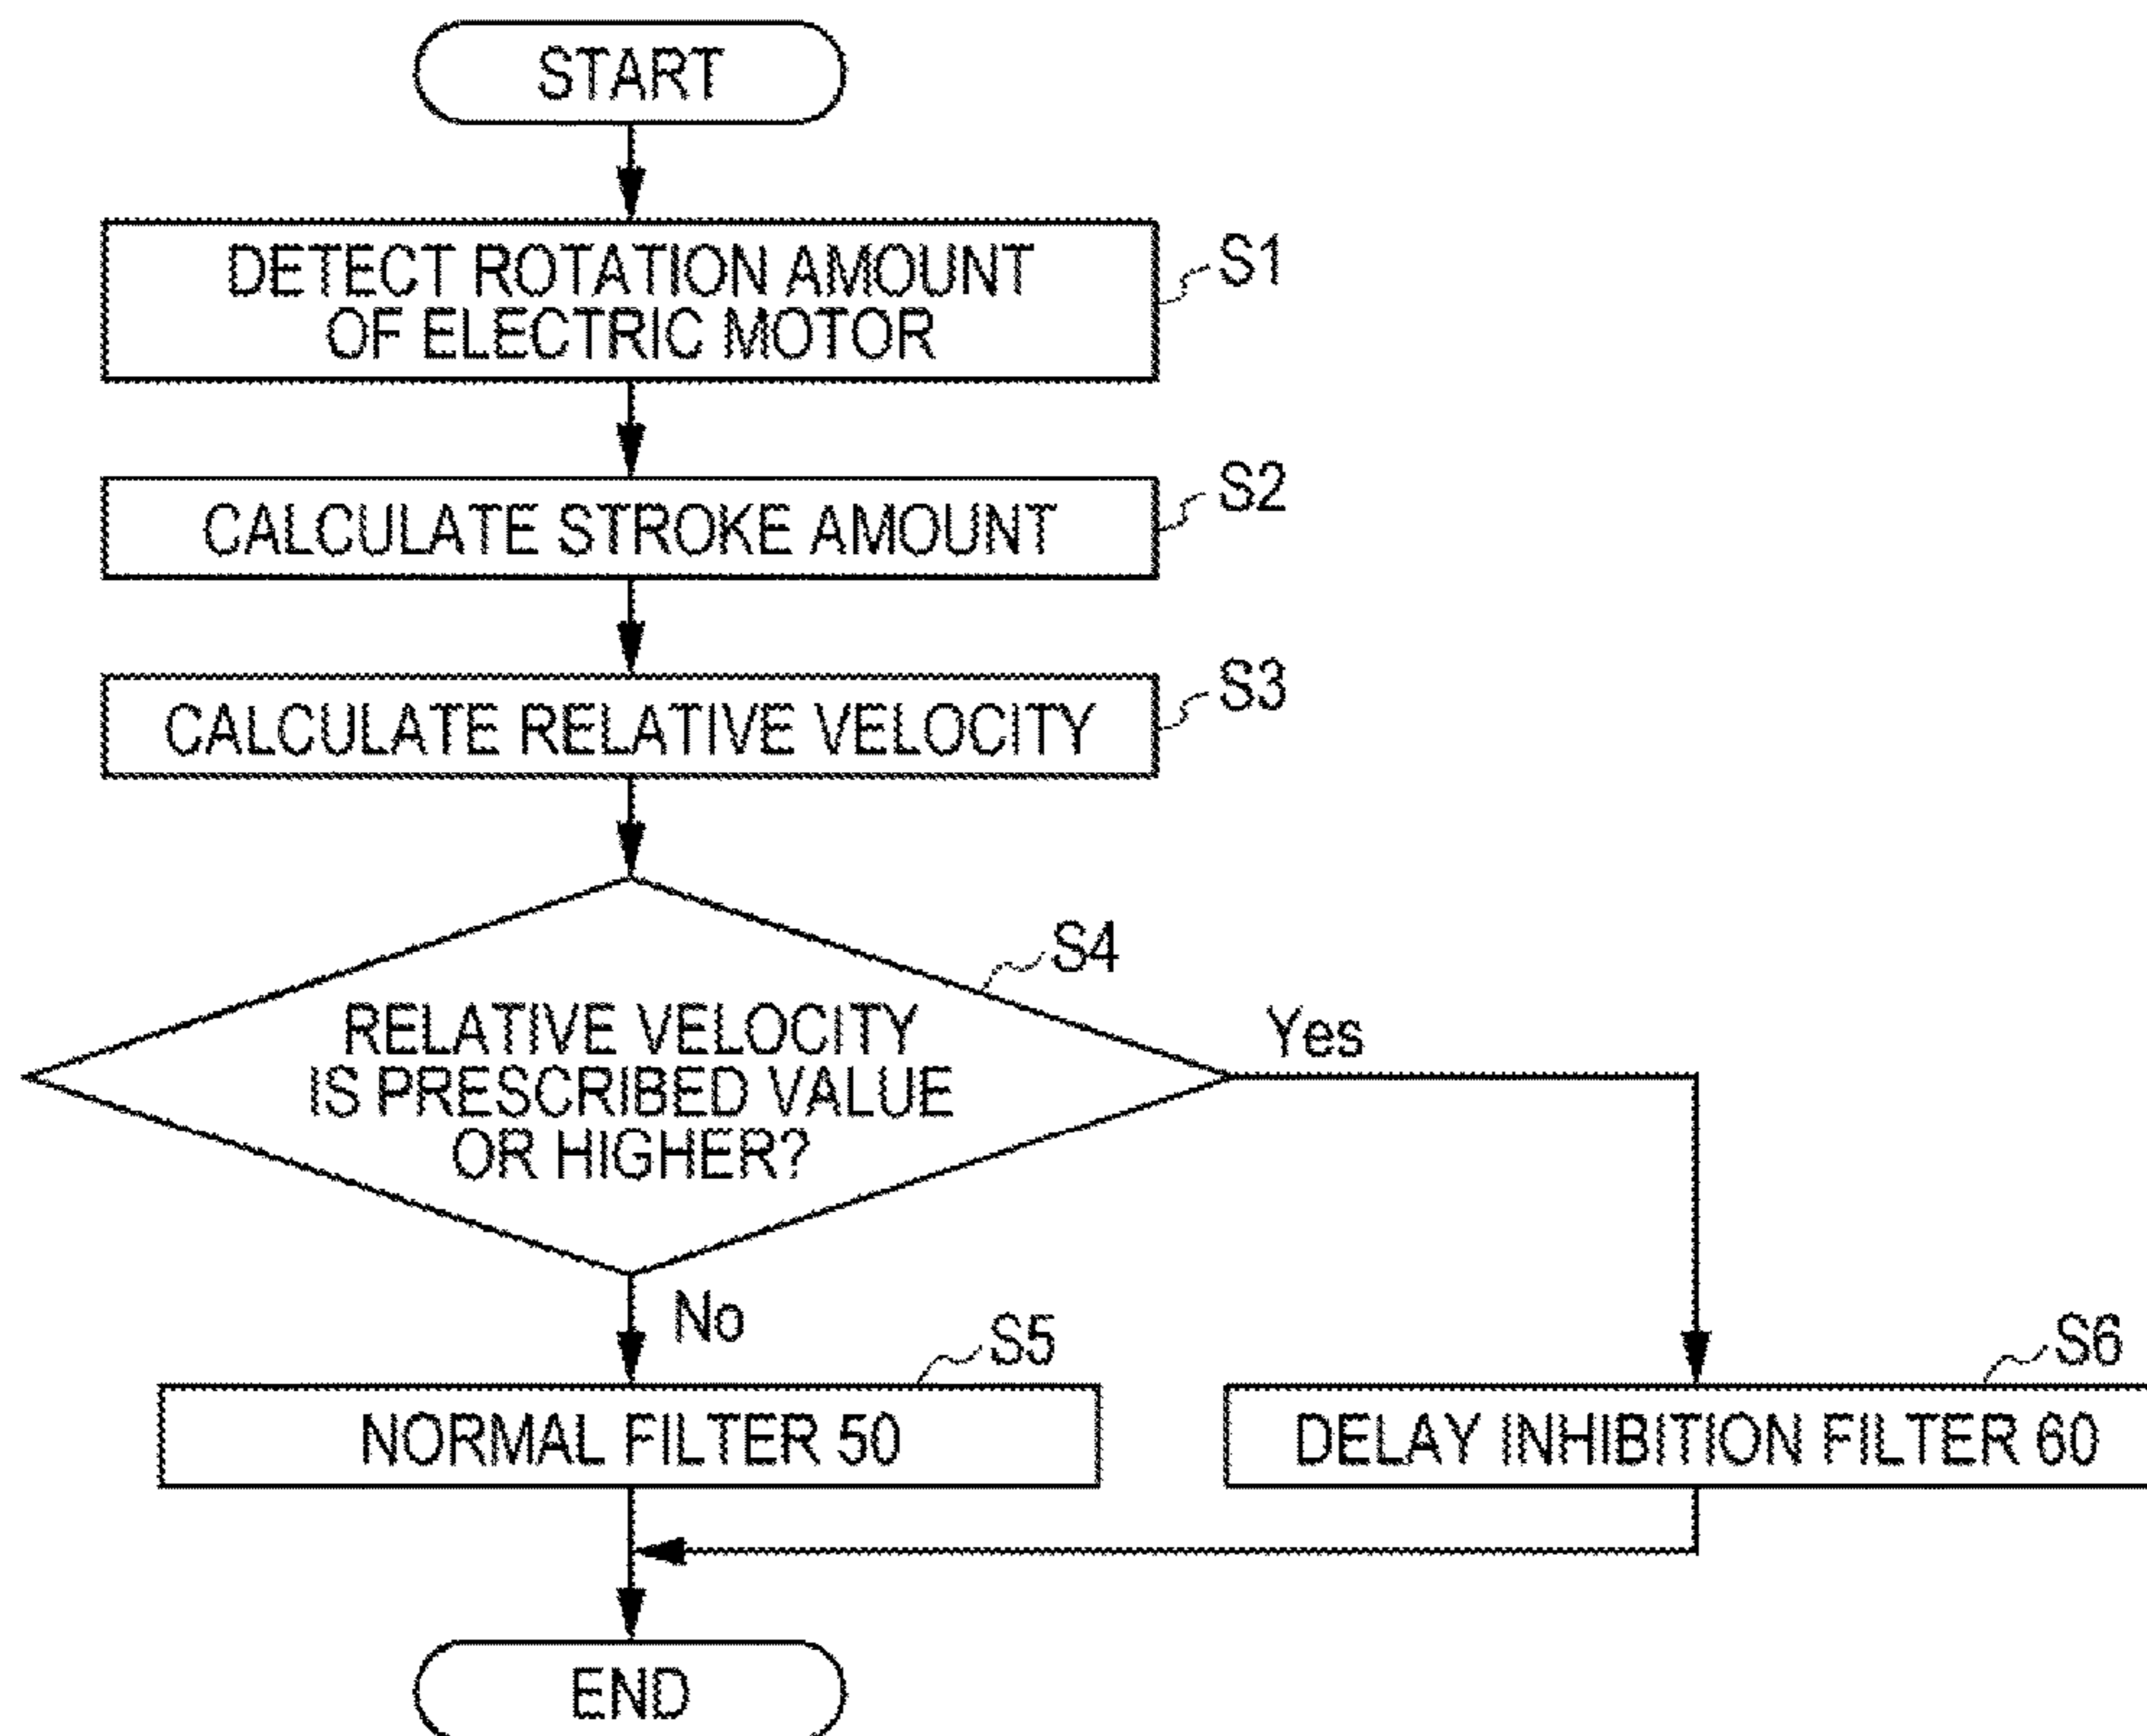 START
DETECT ROTATION AMOUNT
OF ELECTRIC MOTOR
S1
CALCULATE STROKE AMOUNT
S2
CALCULATE RELATIVE VELOCITY
S3
S4
RELATIVE VELOCITY
IS PRESCRIBED VALUE
OR HIGHER?
Yes
No
S5
NORMAL FILTER 50
S6
DELAY INHIBITION FILTER 60
END